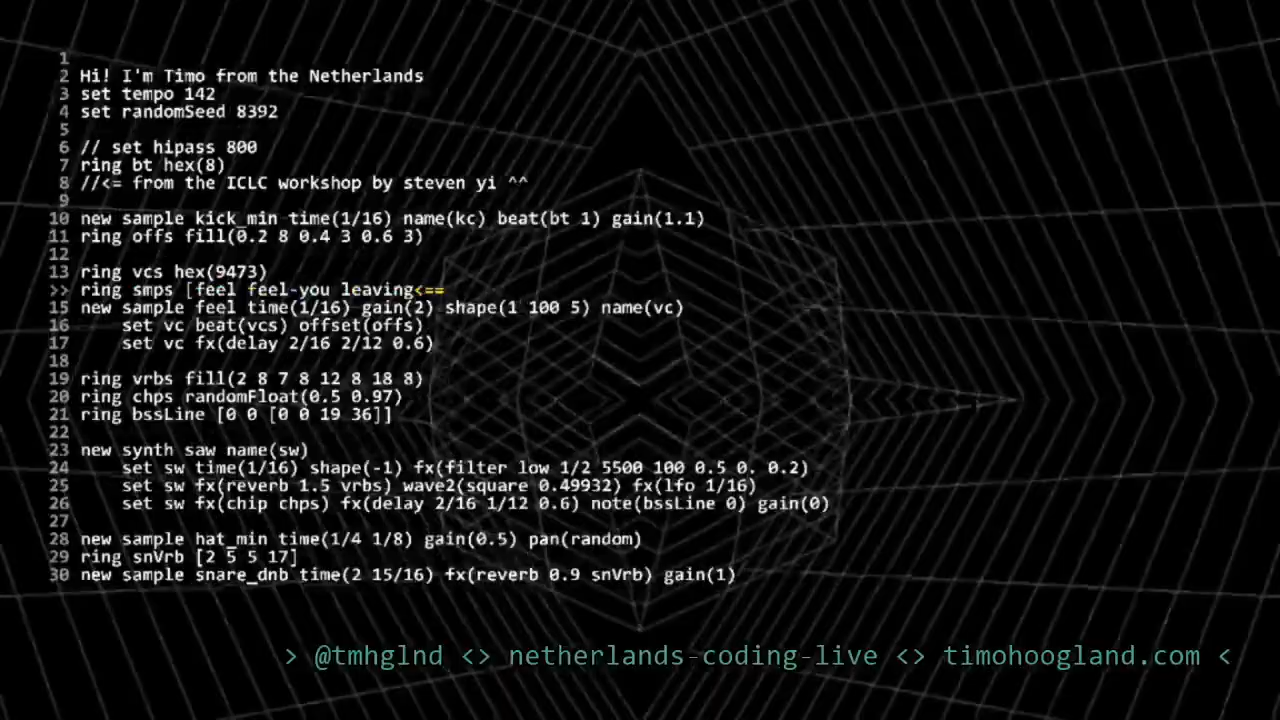 1
2 Hi! I'm Timo from the Netherlands
3 set tempo 142
4 set randomSeed 8392
5
6 // set hipass 800
7 ring bt hex(8)
8 //<= from the ICLC workshop by steven yi ^^
9
10 new sample kick_min time(1/16) name(kc) beat(bt 1) gain(1.1)
11 ring offs fill(0.2 8 0.4 3 0.6 3)
12
13 ring vcs hex(9473)
>> ring smps [feel feel-you leaving<==
15 new sample feel time(1/16) gain(2) shape(1 100 5) name(vc)
16 set vc beat(vcs) offset(offs)
17 set vc fx(delay 2/16 2/12 0.6)
18
19 ring vrbs fill(2 8 7 8 12 8 18 8)
20 ring chps randomFloat(0.5 0.97)
21 ring bssLine [0 0 [0 0 19 36]]
22
23 new synth saw name(sw)
24 set sw time(1/16) shape(-1) fx(filter low 1/2 5500 100 0.5 0. 0.2)
25 set sw fx(reverb 1.5 vrbs) wave2(square 0.49932) fx(lfo 1/16)
26 set sw fx(chip chps) fx(delay 2/16 1/12 0.6) note(bssLine 0) gain(0)
27
28 new sample hat_min time(1/4 1/8) gain(0.5) pan(random)
29 ring snVrb [2 5 5 17]
30 new sample snare_dnb time(2 15/16) fx(reverb 0.9 snVrb) gain(1)
> @tmhglnd <> netherlands-coding-live <> timohoogland.com <